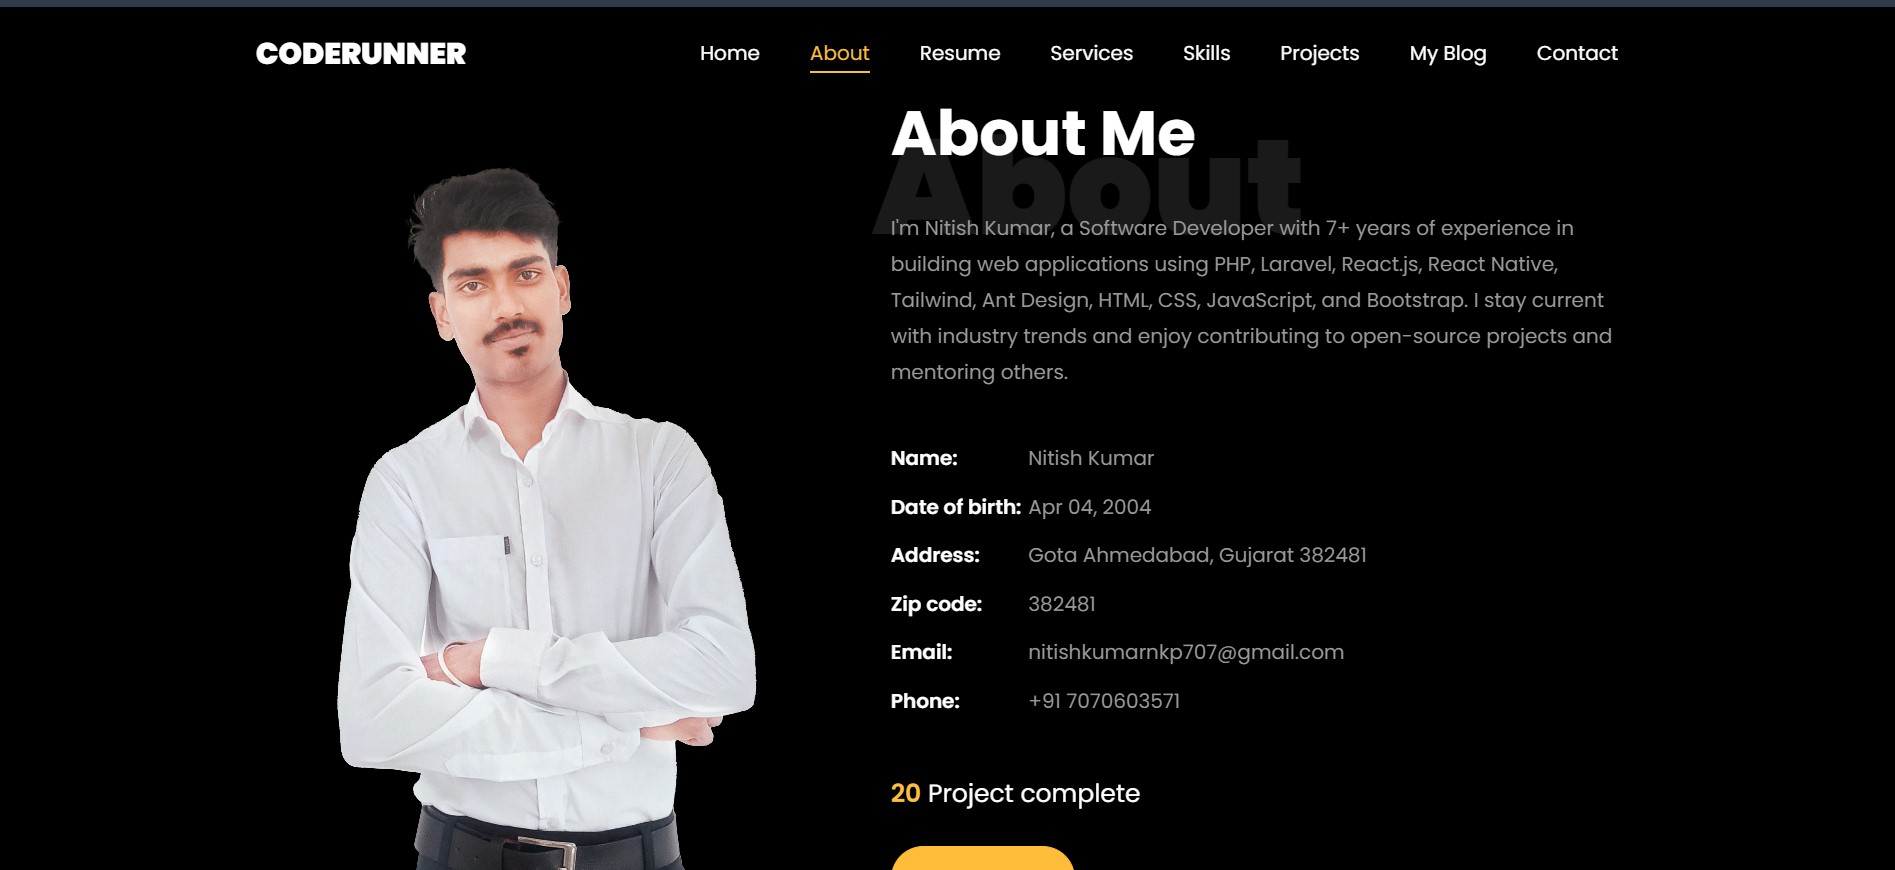 CODERUNNER Home About Resume Services Skills Projects My Blog Contact
About Me
About
I'm Nitish Kumar, a Software Developer with 7+ years of experience in
building web applications using PHP, Laravel, React.js, React Native,
Tailwind, Ant Design, HTML, CSS, JavaScript, and Bootstrap. I stay current
with industry trends and enjoy contributing to open-source projects and
mentoring others.
Name: Nitish Kumar
Date of birth: Apr 04, 2004
Address: Gota Ahmedabad, Gujarat 382481
Zip code: 382481
Email: nitishkumarnkp707@gmail.com
Phone: +91 7070603571
20 Project complete